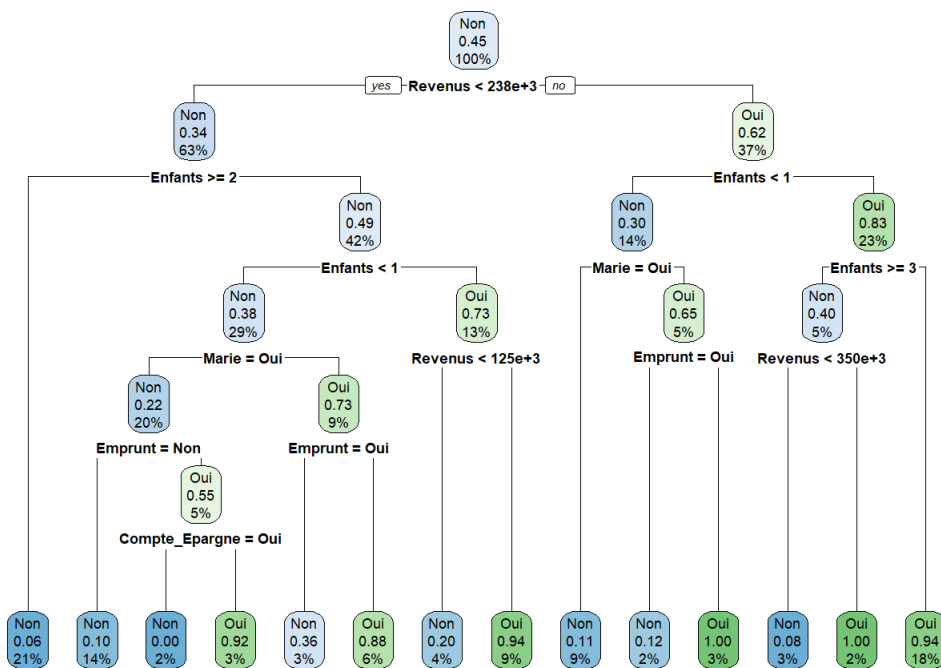 Non
0.45
100%
yes Revenus < 238e+3 no
Non
0.34
63%
Oui
0.62
37%
Enfants >= 2
Enfants < 1
Non
0.49
42%
Non
0.30
14%
Oui
0.83
23%
Enfants < 1
Marie = Oui
Enfants >= 3
Non
0.38
29%
Oui
0.73
13%
Oui
0.65
5%
Non
0.40
5%
Marie = Oui
Revenus < 125e+3
Emprunt = Oui
Revenus < 350e+3
Non
0.22
20%
Oui
0.73
9%
Emprunt = Non
Emprunt = Oui
Oui
0.55
5%
Compte_Epargne = Oui
Non
0.06
21%
Non
0.10
14%
Non
0.00
2%
Oui
0.92
3%
Non
0.36
3%
Oui
0.88
6%
Non
0.20
4%
Oui
0.94
9%
Non
0.11
9%
Non
0.12
2%
Oui
1.00
3%
Non
0.08
3%
Oui
1.00
2%
Oui
0.94
18%